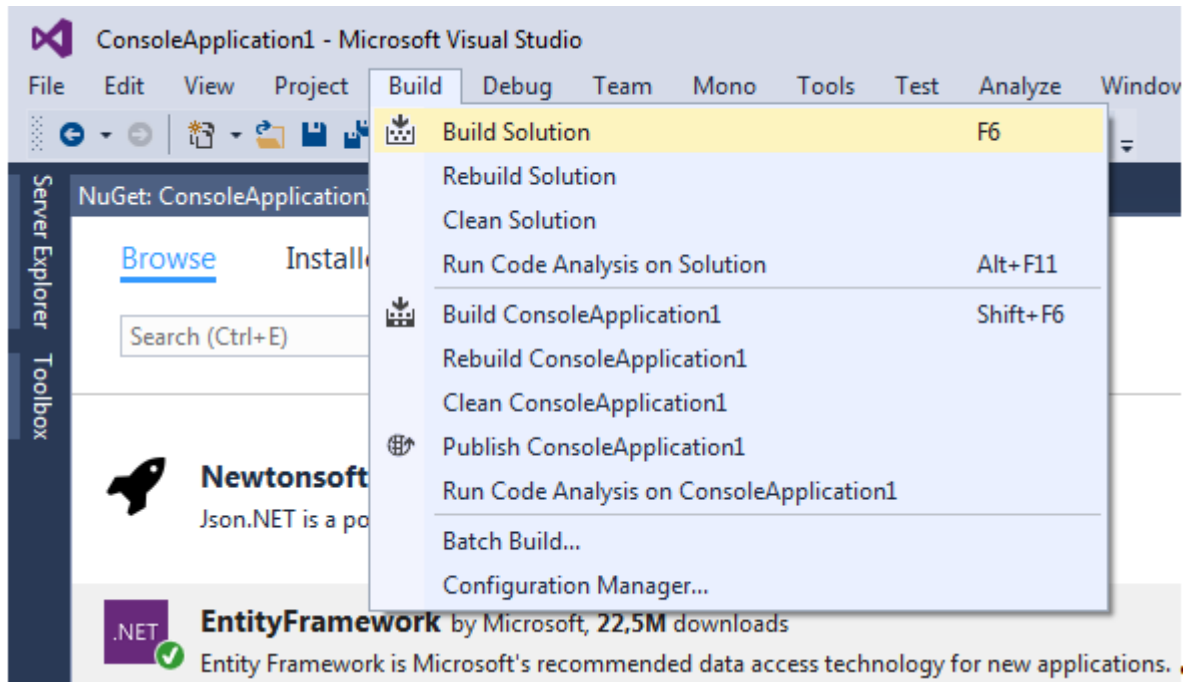 ConsoleApplication1 - Microsoft Visual Studio
File Edit View Project Build Debug Team Mono Tools Test Analyze Window
Build Solution F6
Rebuild Solution
Clean Solution
Run Code Analysis on Solution Alt+F11
Build ConsoleApplication1 Shift+F6
Rebuild ConsoleApplication1
Clean ConsoleApplication1
Publish ConsoleApplication1
Run Code Analysis on ConsoleApplication1
Batch Build...
Configuration Manager...
Server Explorer
Toolbox
NuGet: ConsoleApplication
Browse Install
Search (Ctrl+E)
Newtonsoft
Json.NET is a po
.NET
EntityFramework by Microsoft, 22,5M downloads
Entity Framework is Microsoft's recommended data access technology for new applications.